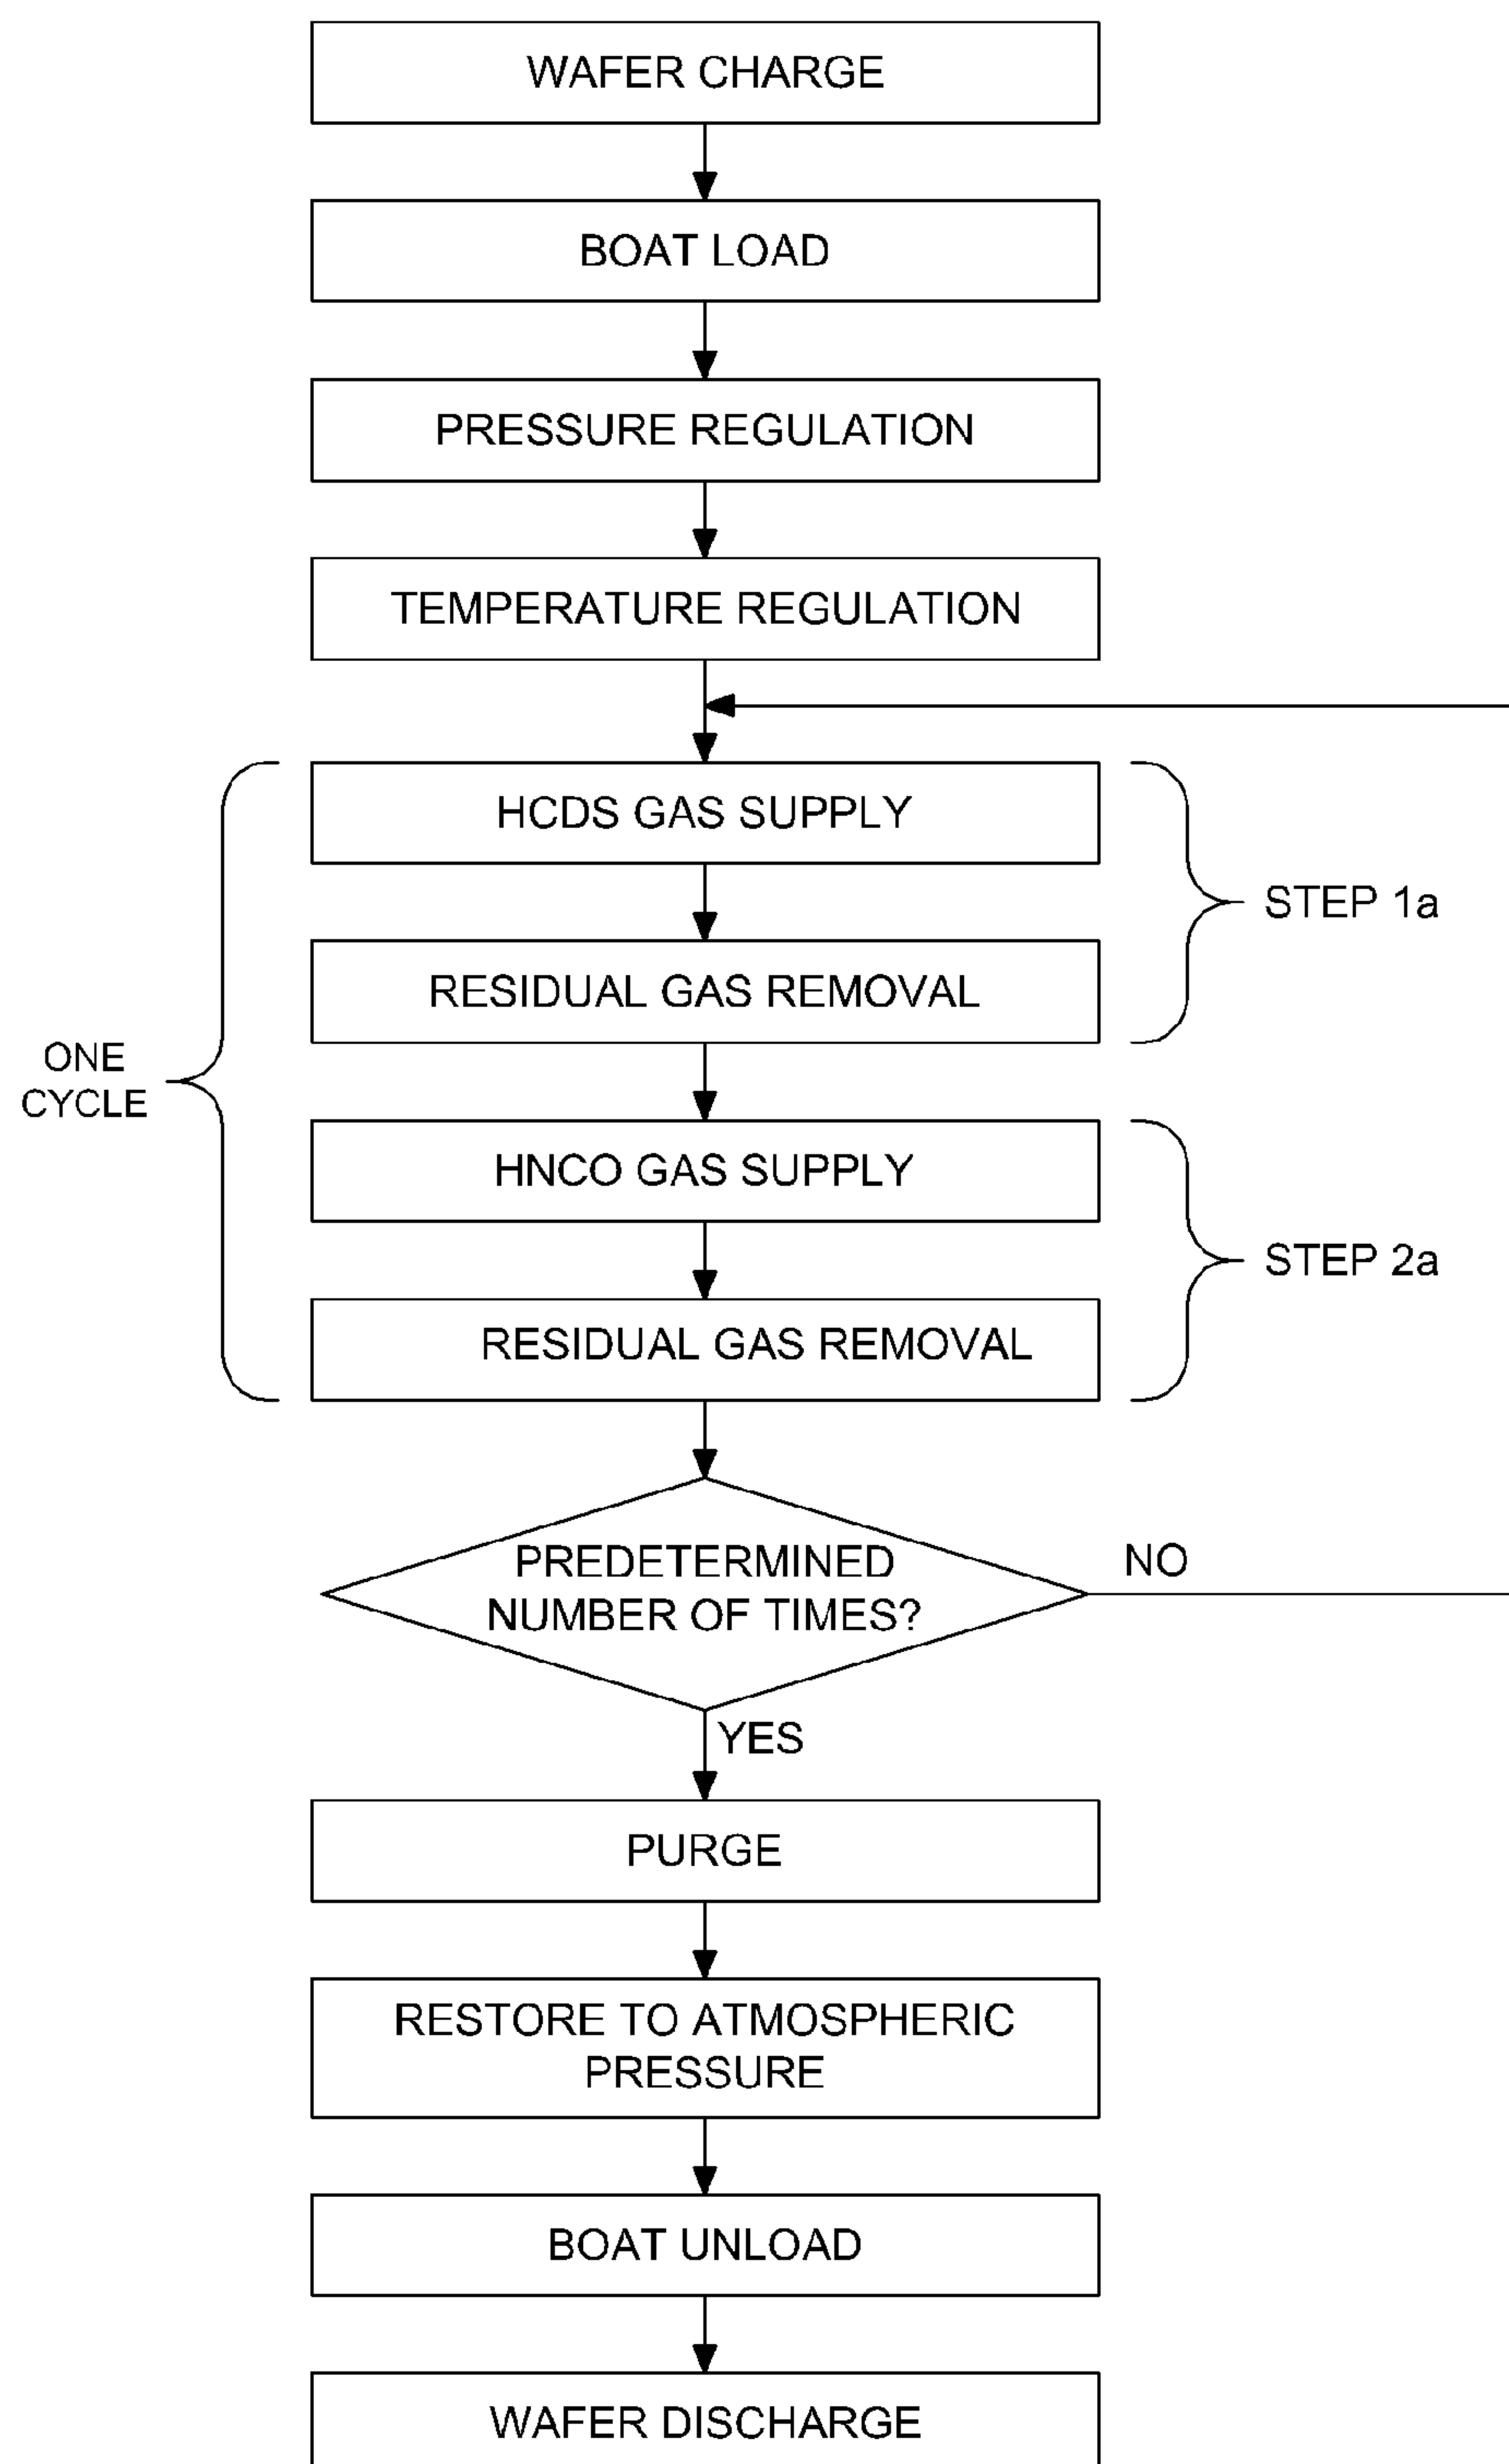 WAFER CHARGE
BOAT LOAD
PRESSURE REGULATION
TEMPERATURE REGULATION
HCDS GAS SUPPLY
STEP 1a
RESIDUAL GAS REMOVAL
ONE
CYCLE
HNCO GAS SUPPLY
STEP 2a
RESIDUAL GAS REMOVAL
PREDETERMINED
NUMBER OF TIMES?
NO
YES
PURGE
RESTORE TO ATMOSPHERIC
PRESSURE
BOAT UNLOAD
WAFER DISCHARGE